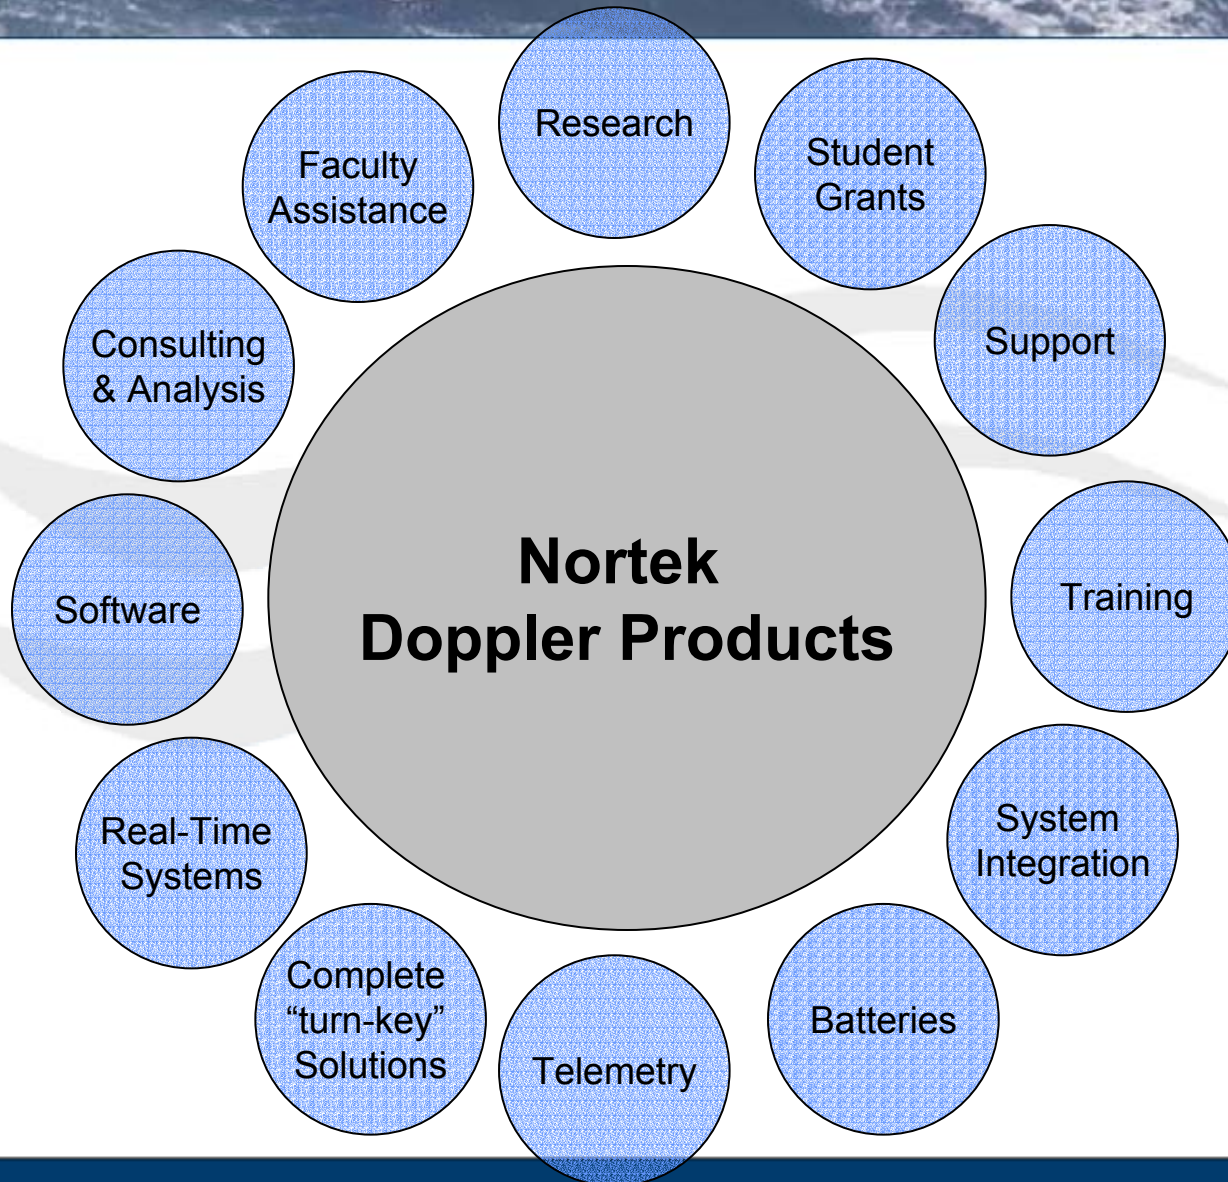 Research
Student
Grants
Faculty
Assistance
Support
Consulting
& Analysis
Nortek
Doppler Products
Training
Software
System
Integration
Real-Time
Systems
Complete
“turn-key”
Solutions
Batteries
Telemetry